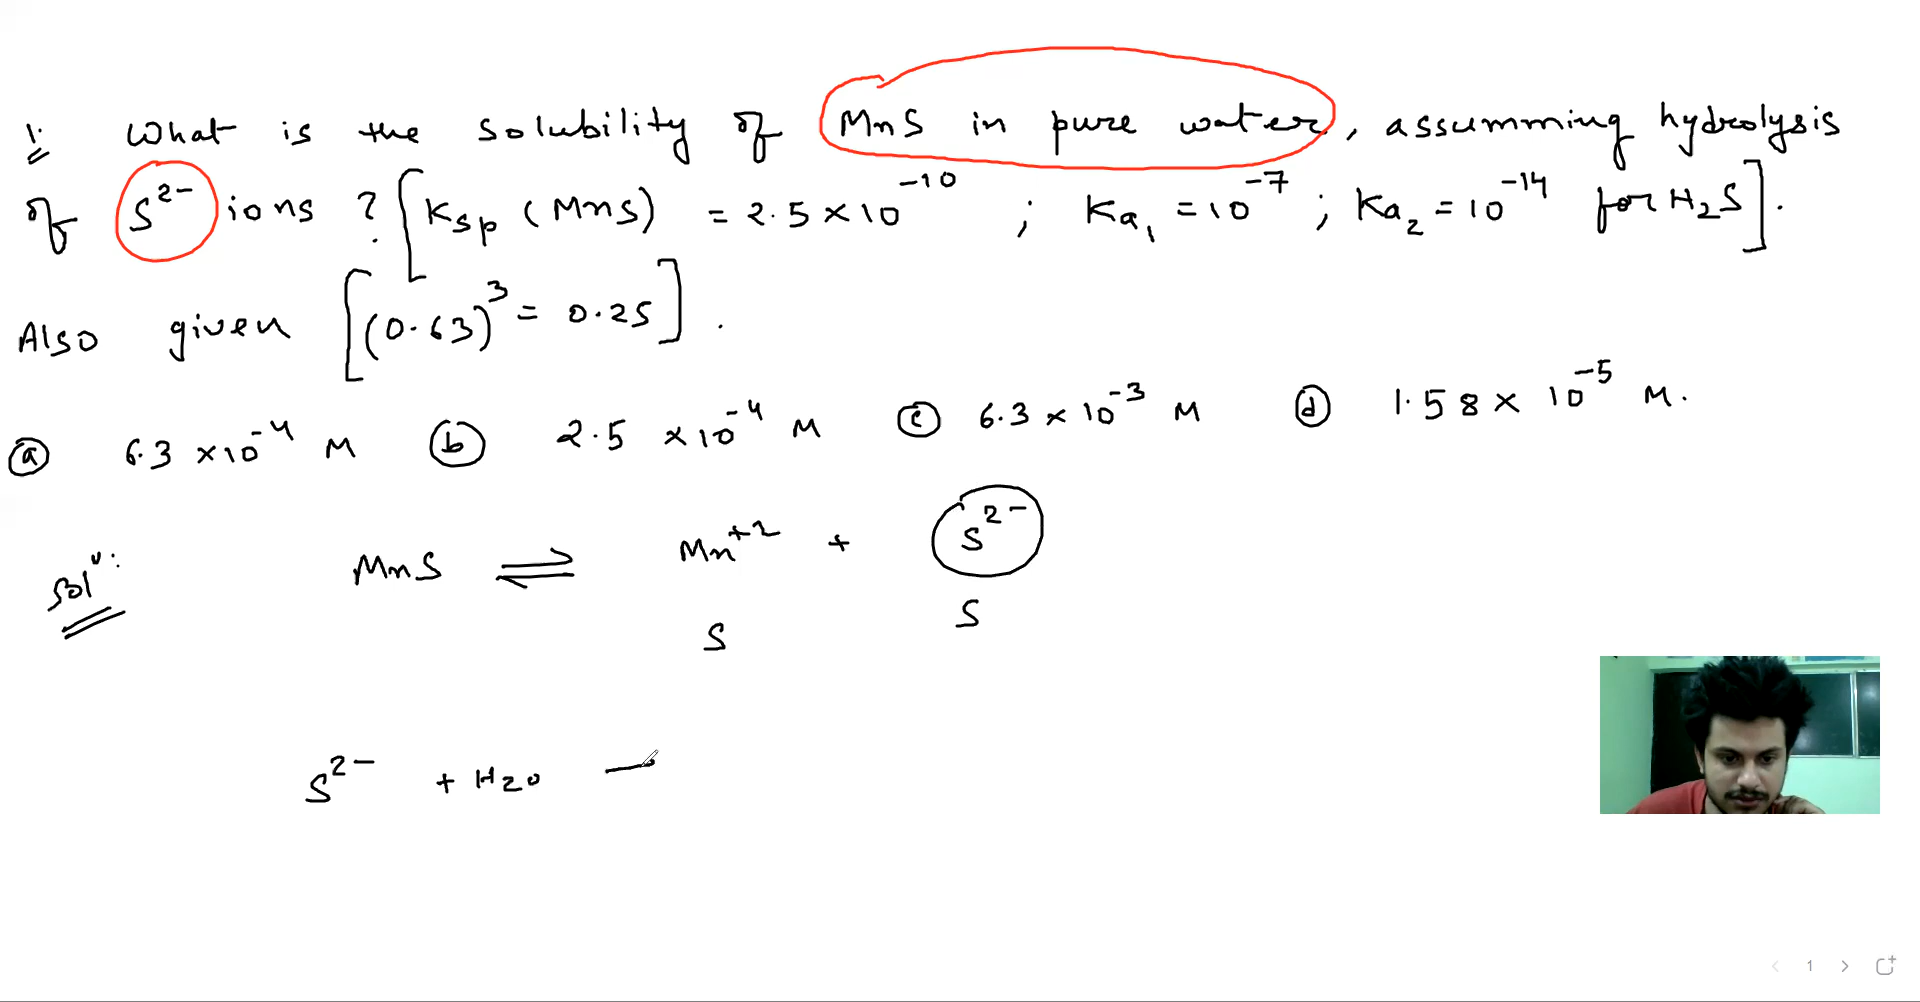 1. What is the solubility of MnS in pure water, assumming hydrolysis
of S²⁻ ions ? [Ksp (MnS) = 2.5 × 10⁻¹⁰ ; Ka₁ = 10⁻⁷ ; Ka₂ = 10⁻¹⁴ for H₂S].
Also given [(0.63)³ = 0.25].
ⓐ 6.3 × 10⁻⁴ M ⓑ 2.5 × 10⁻⁴ M ⓒ 6.3 × 10⁻³ M ⓓ 1.58 × 10⁻⁵ M.
Solⁿ: MnS ⇌ Mn⁺² + S²⁻
S S
S²⁻ + H₂O —
1